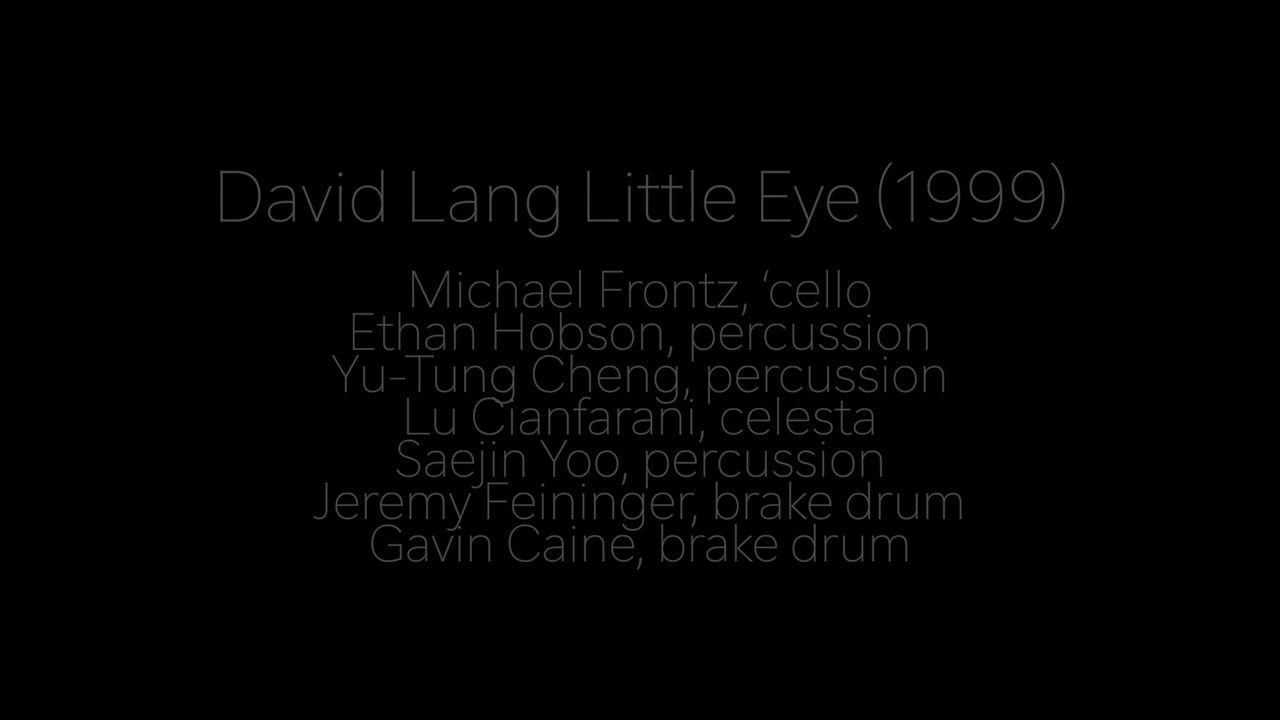 David Lang Little Eye (1999)
Michael Frontz, ‘cello
Ethan Hobson, percussion
Yu-Tung Cheng, percussion
Lu Cianfarani, celesta
Saejin Yoo, percussion
Jeremy Feininger, brake drum
Gavin Caine, brake drum